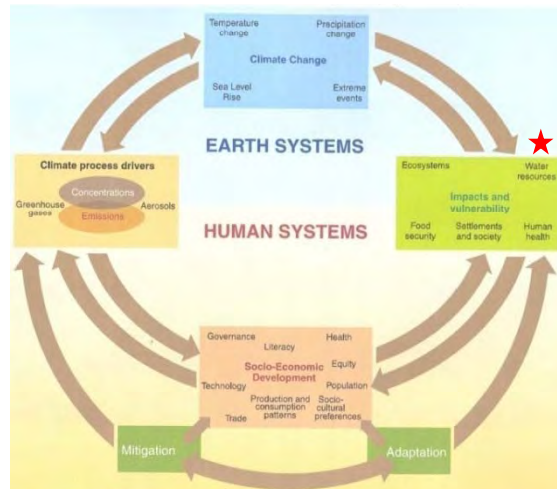 Temperature change
Precipitation change
Climate Change
Sea Level Rise
Extreme events
EARTH SYSTEMS
Climate process drivers
Concentrations
Greenhouse gases
Aerosols
Emissions
Ecosystems
Water resources
Impacts and vulnerability
Food security
Settlements and society
Human health
HUMAN SYSTEMS
Governance
Literacy
Health
Socio-Economic Development
Equity
Technology
Population
Production and consumption patterns
Socio-cultural preferences
Trade
Mitigation
Adaptation